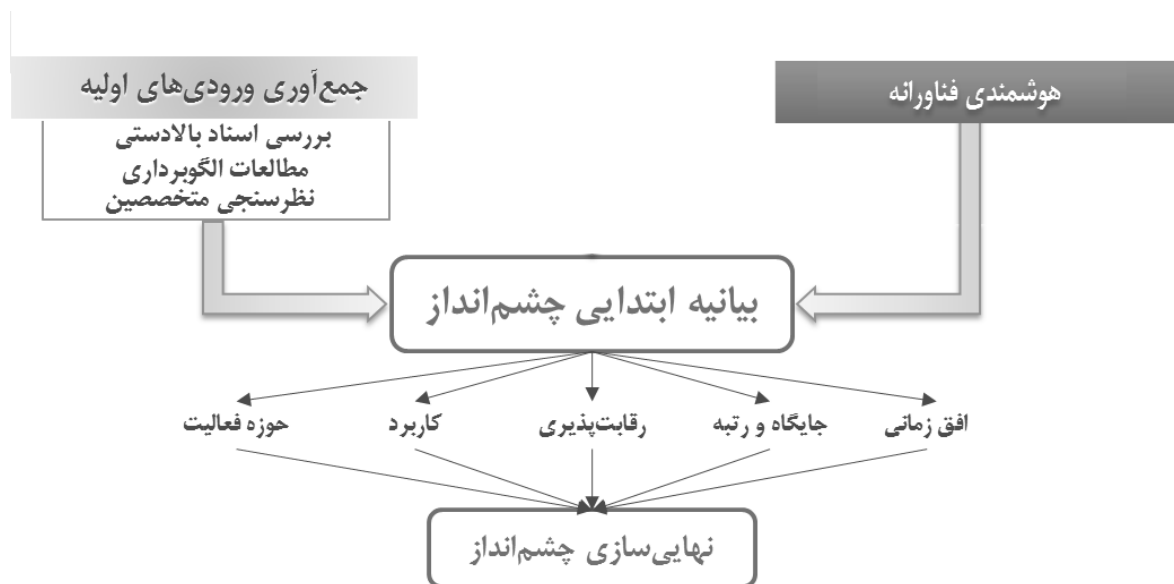 هوشمندی فناورانه
جمع‌آوری ورودی‌های اولیه
بررسی اسناد بالادستی
مطالعات الگوبرداری
نظرسنجی متخصصین
بیانیه ابتدایی چشم‌انداز
افق زمانی
جایگاه و رتبه
رقابت‌پذیری
کاربرد
حوزه فعالیت
نهایی‌سازی چشم‌انداز